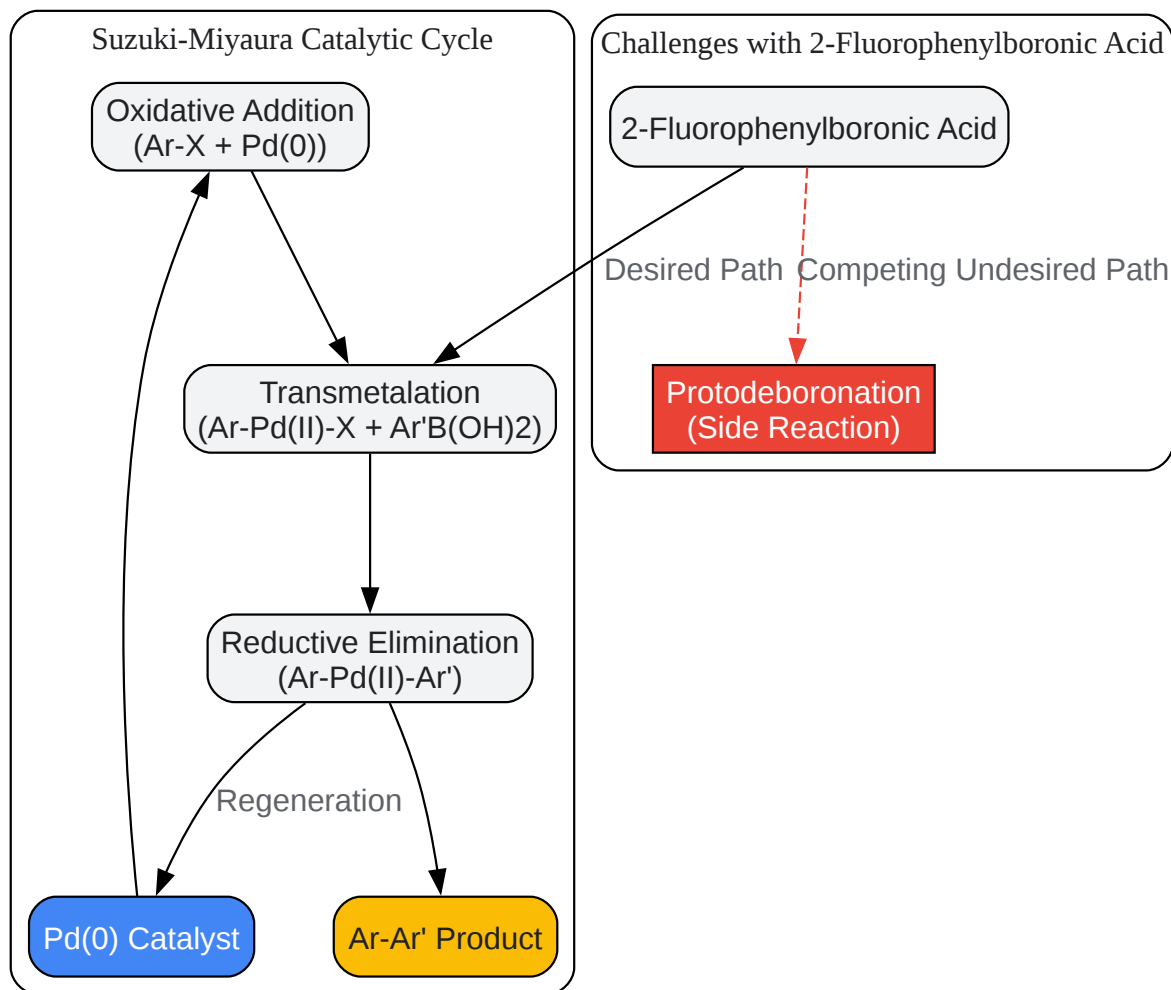 Suzuki-Miyaura Catalytic Cycle
Oxidative Addition
(Ar-X + Pd(0))
Transmetalation
(Ar-Pd(II)-X + Ar'B(OH)2)
Reductive Elimination
(Ar-Pd(II)-Ar')
Regeneration
Pd(0) Catalyst
Ar-Ar' Product
Challenges with 2-Fluorophenylboronic Acid
2-Fluorophenylboronic Acid
Desired Path
Competing Undesired Path
Protodeboronation
(Side Reaction)